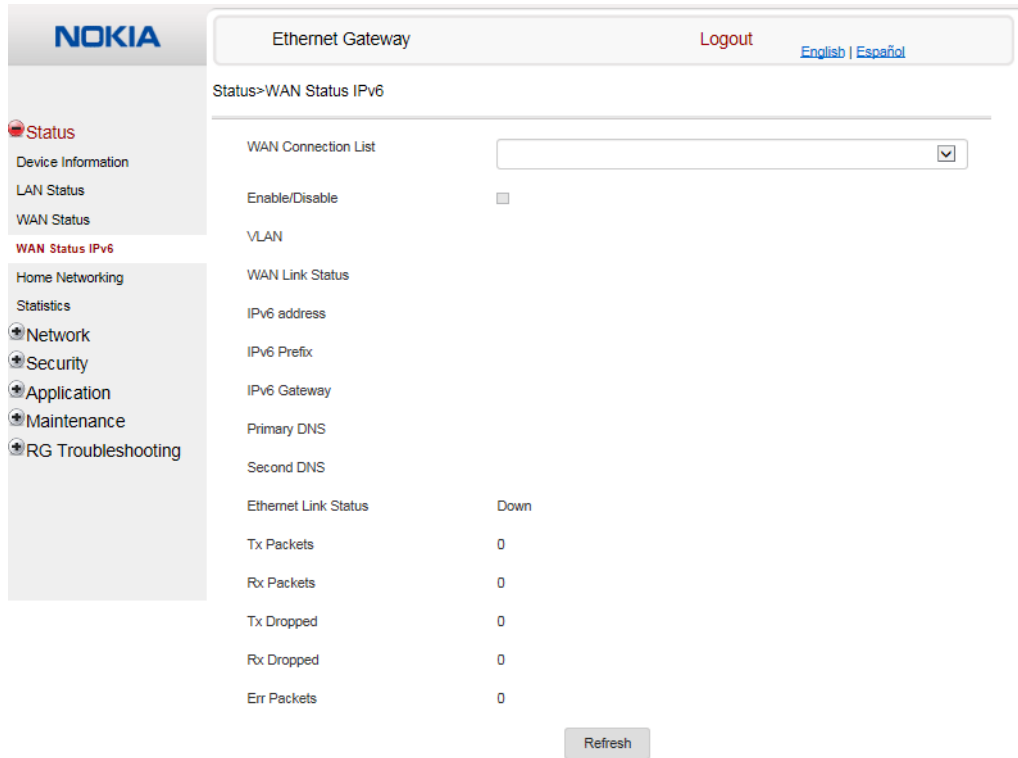 NOKIA
Ethernet Gateway
Logout
English | Español
Status>WAN Status IPv6
Status
Device Information
LAN Status
WAN Status
WAN Status IPv6
Home Networking
Statistics
Network
Security
Application
Maintenance
RG Troubleshooting
WAN Connection List
Enable/Disable
VLAN
WAN Link Status
IPv6 address
IPv6 Prefix
IPv6 Gateway
Primary DNS
Second DNS
Ethernet Link Status Down
Tx Packets 0
Rx Packets 0
Tx Dropped 0
Rx Dropped 0
Err Packets 0
Refresh